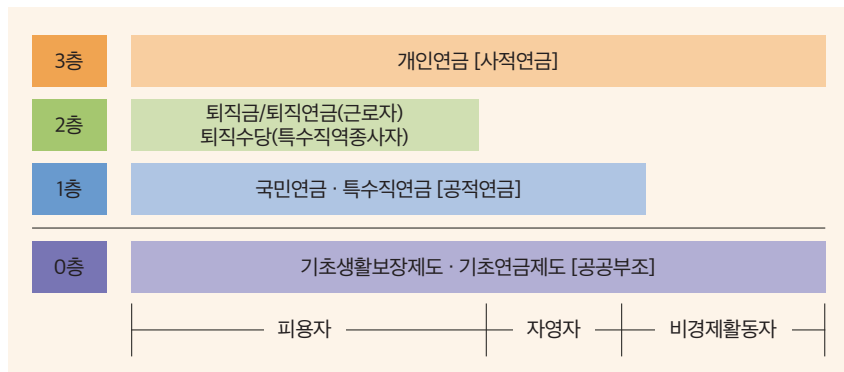 3층
개인연금 [사적연금]
2층
퇴직금/퇴직연금(근로자)
퇴직수당(특수직역종사자)
1층
국민연금 · 특수직연금 [공적연금]
0층
기초생활보장제도 · 기초연금제도 [공공부조]
피용자 자영자 비경제활동자